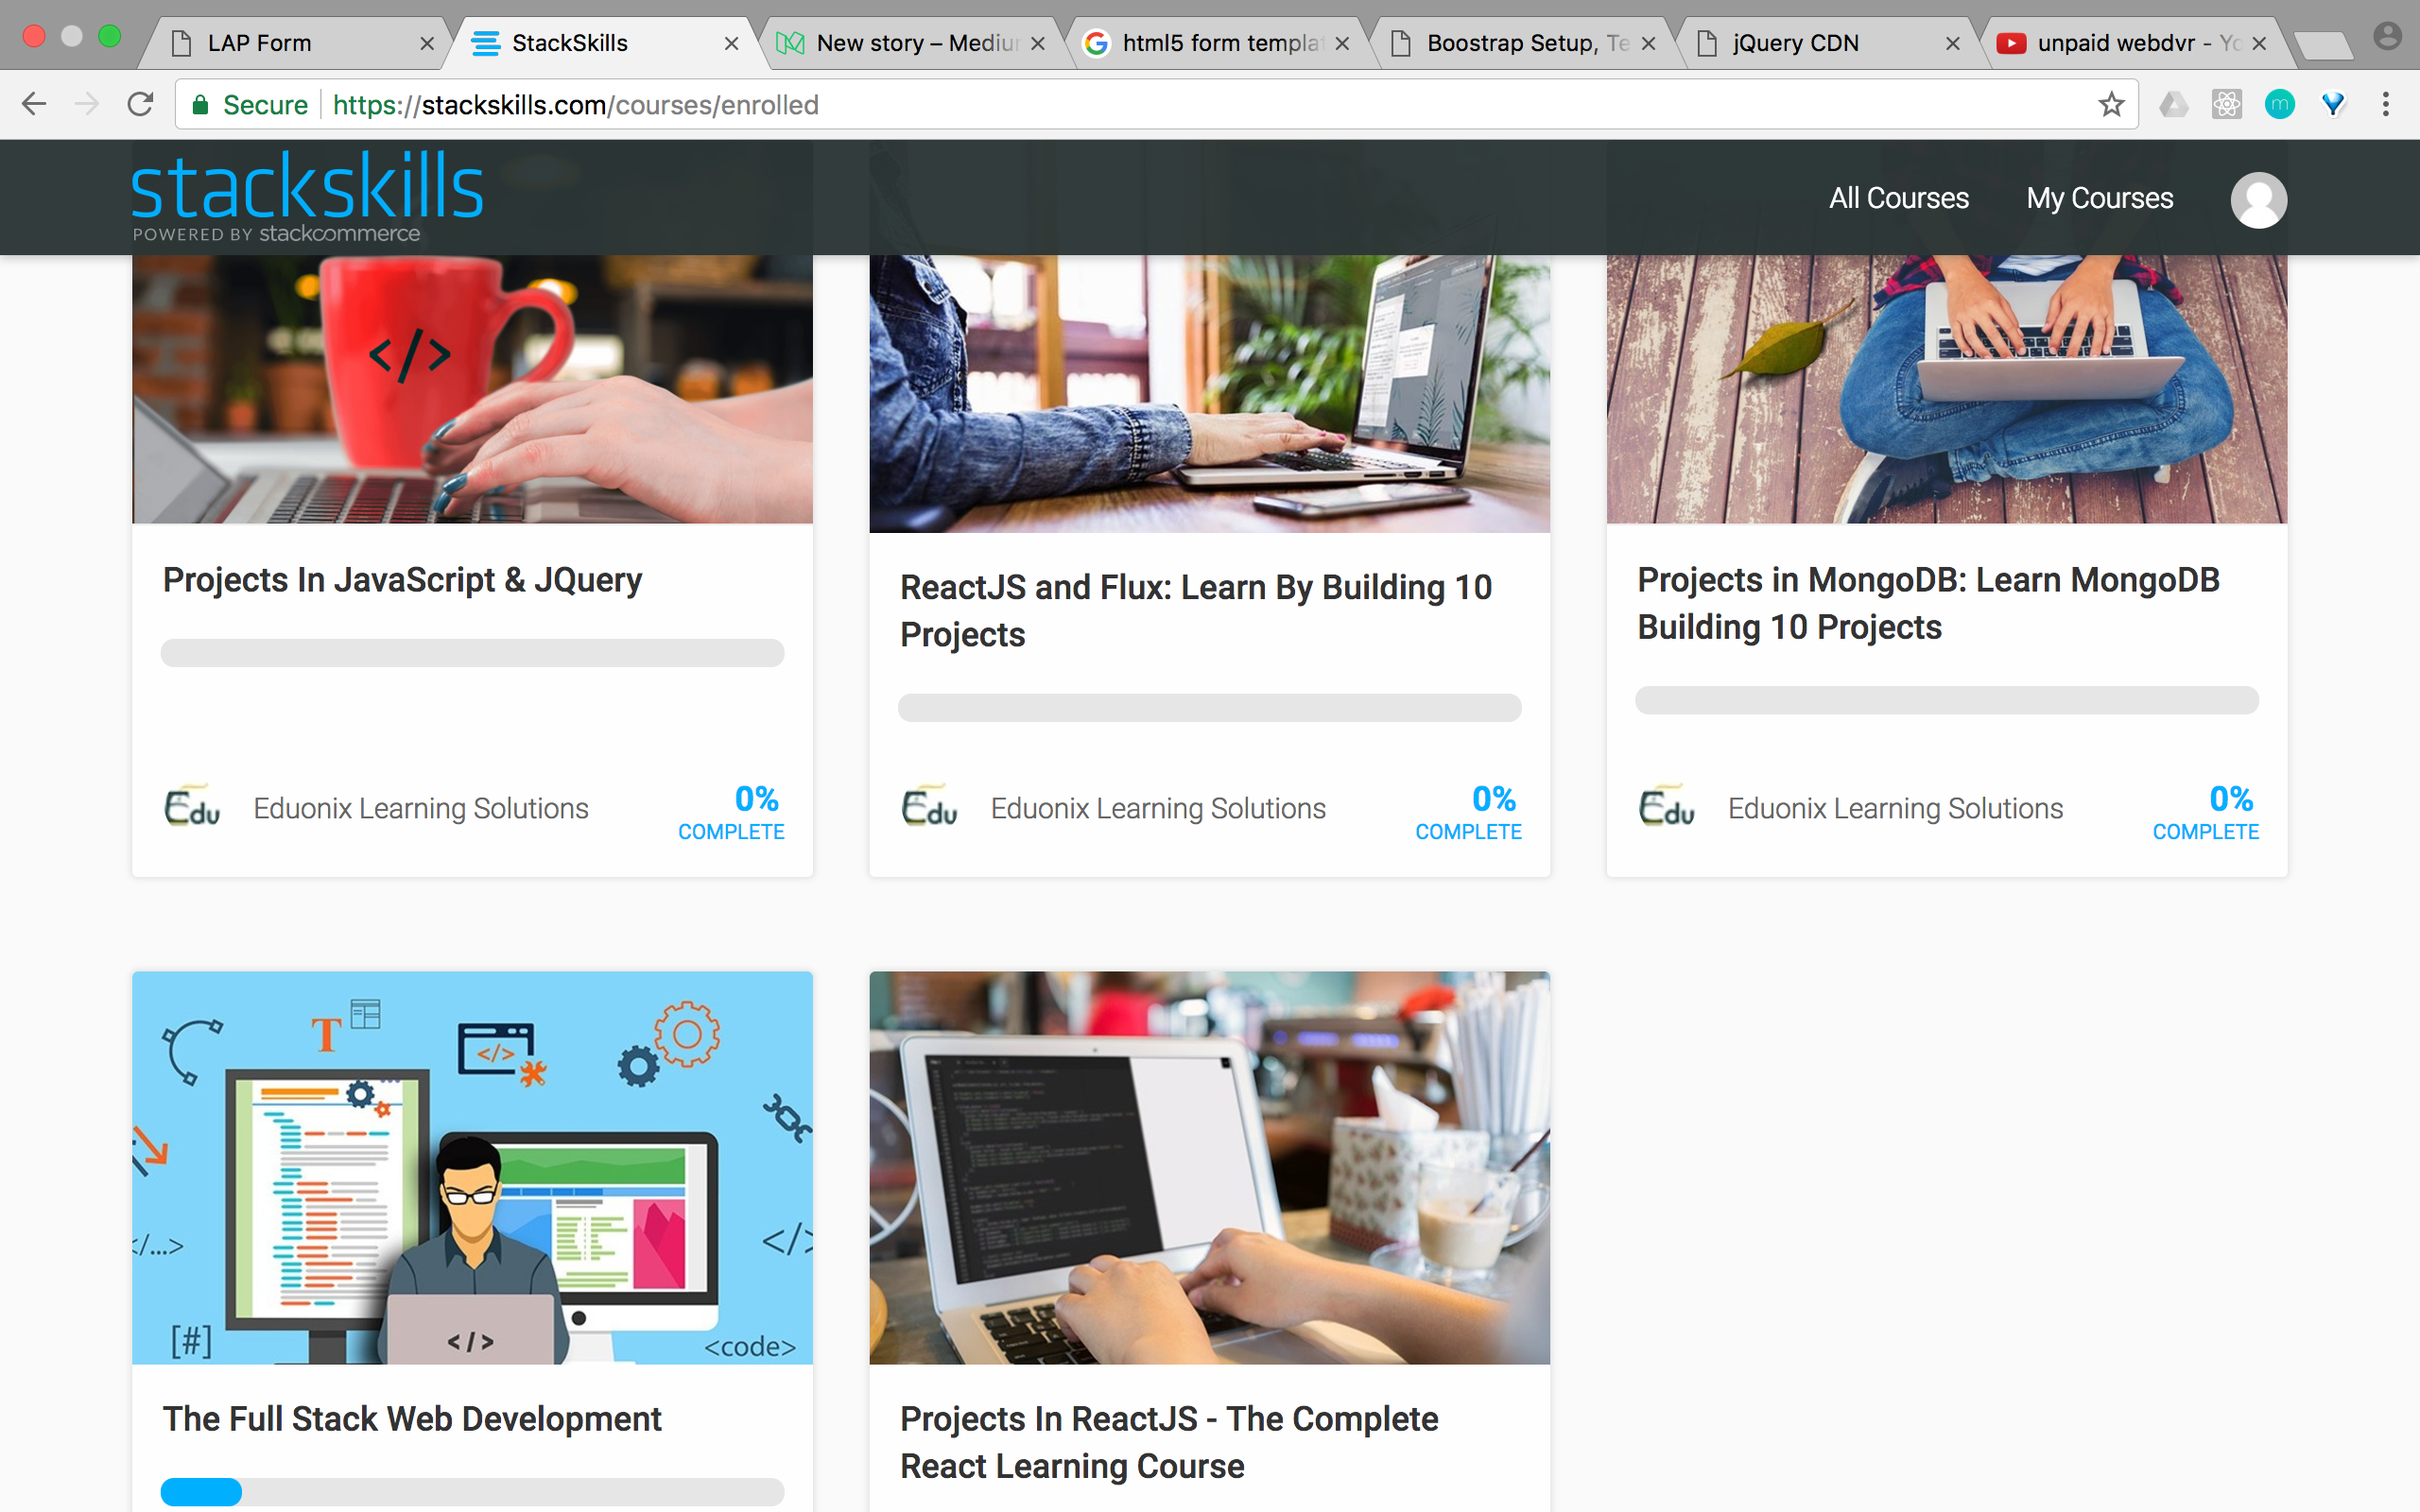 LAP Form
StackSkills
New story – Mediu
html5 form templat
Boostrap Setup, Te
jQuery CDN
unpaid webdvr - Yo
Secure
https://stackskills.com/courses/enrolled
m
stackskills
POWERED BY stackcommerce
All Courses
My Courses
</>
Projects In JavaScript & JQuery
Edu
Eduonix Learning Solutions
0%
COMPLETE
ReactJS and Flux: Learn By Building 10
Projects
Edu
Eduonix Learning Solutions
0%
COMPLETE
Projects in MongoDB: Learn MongoDB
Building 10 Projects
Edu
Eduonix Learning Solutions
0%
COMPLETE
T
</>
</...>
</>
[#]
</>
<code>
The Full Stack Web Development
Projects In ReactJS - The Complete
React Learning Course